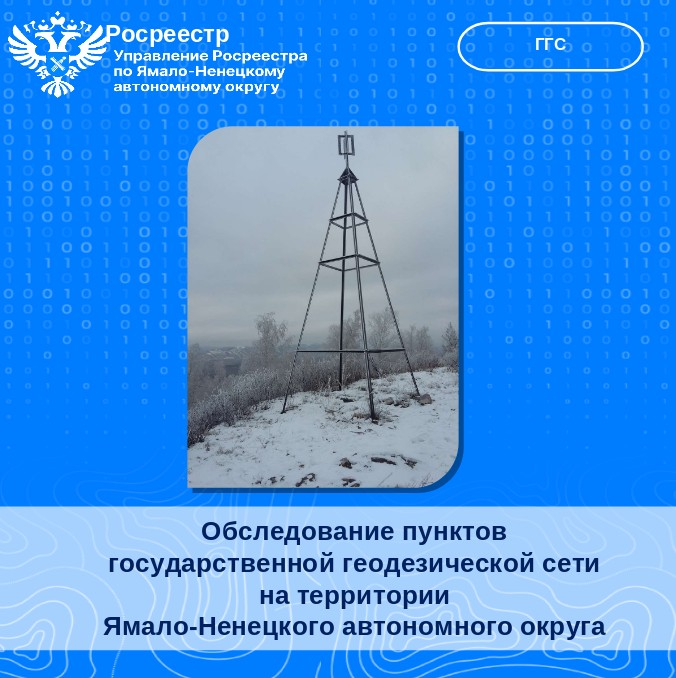 Росреестр
Управление Росреестра
по Ямало-Ненецкому
автономному округу
ГГС
Обследование пунктов
государственной геодезической сети
на территории
Ямало-Ненецкого автономного округа